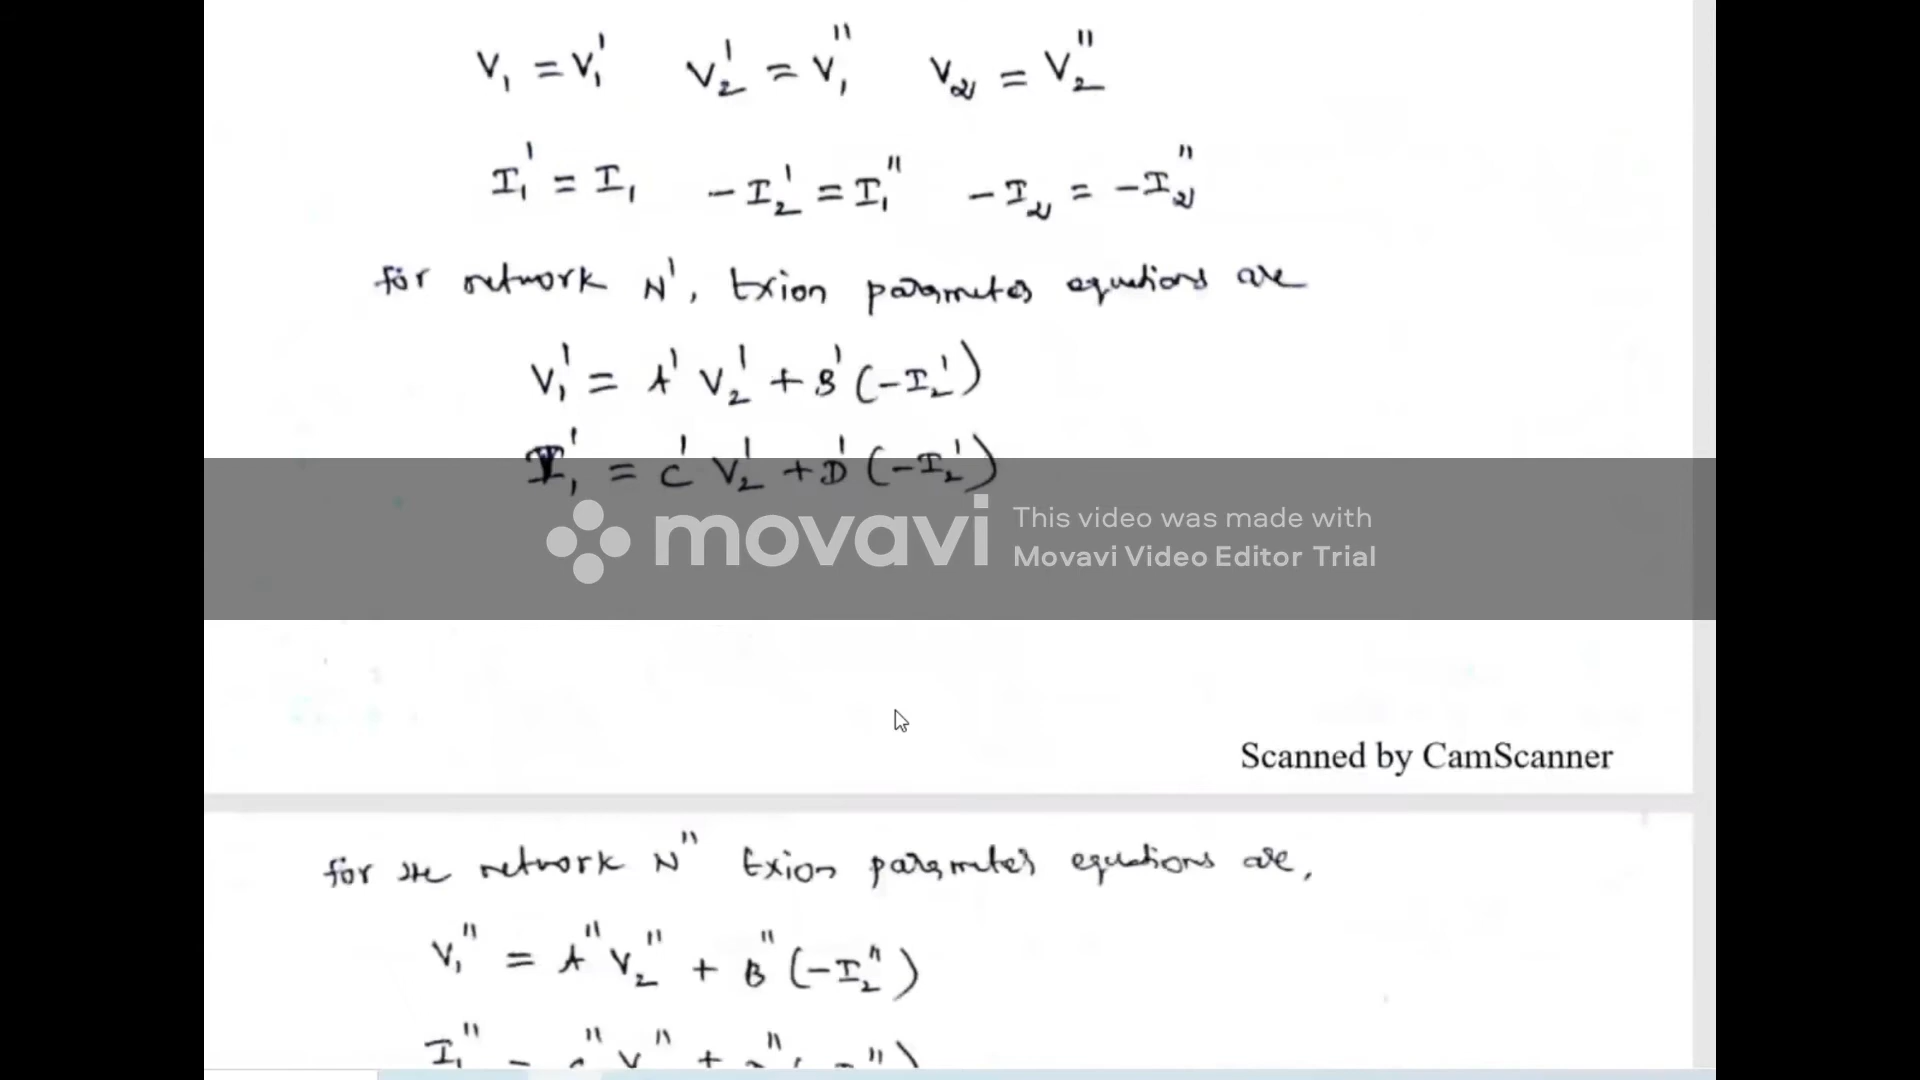 V₁ = V₁' V₂' = V₁'' V₂ = V₂''
I₁' = I₁ -I₂' = I₁'' -I₂ = -I₂''
for network N', txion parameter equations are
V₁' = A' V₂' + B' (-I₂')
I₁' = C' V₂' + D' (-I₂')
movavi
This video was made with
Movavi Video Editor Trial
Scanned by CamScanner
for the network N'' txion parameter equations are,
V₁'' = A'' V₂'' + B'' (-I₂'')
I₁'' =